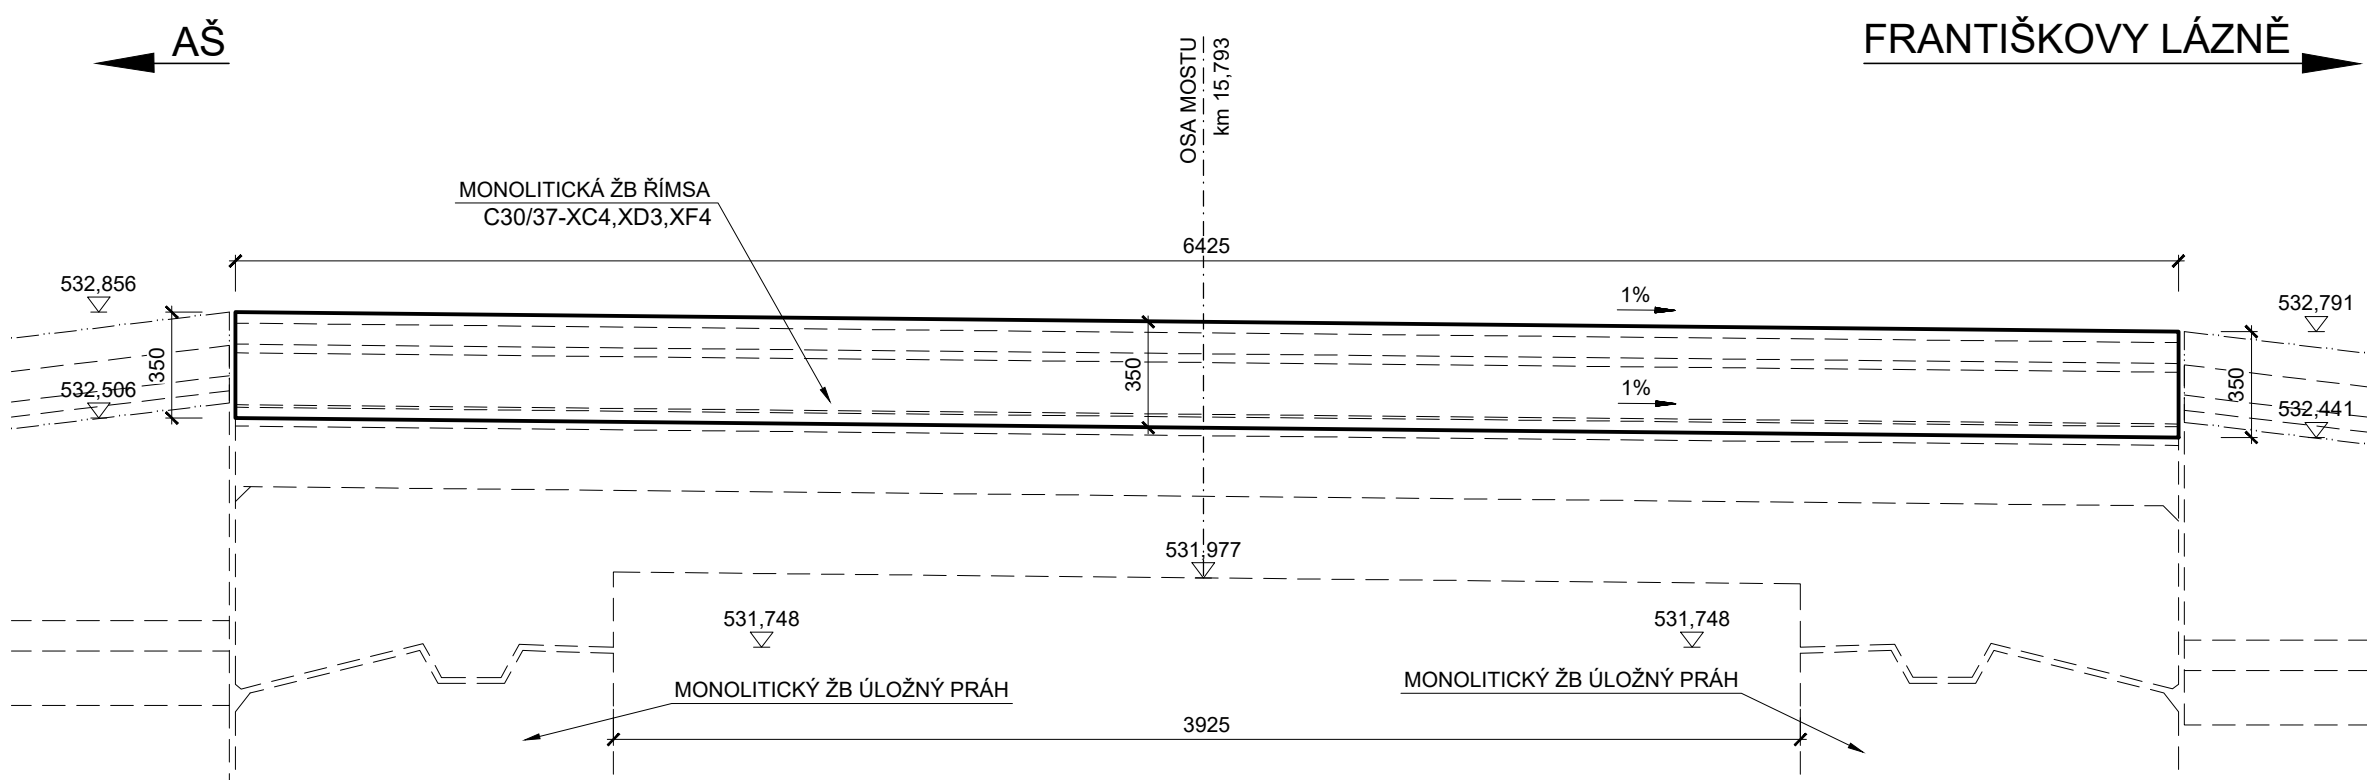 AŠ
FRANTIŠKOVY LÁZNĚ
OSA MOSTU
km 15,793
MONOLITICKÁ ŽB ŘÍMSA
C30/37-XC4,XD3,XF4
6425
532,856
1%
532,791
350
350
350
532,506
1%
532,441
531,977
531,748
531,748
MONOLITICKÝ ŽB ÚLOŽNÝ PRÁH
MONOLITICKÝ ŽB ÚLOŽNÝ PRÁH
3925